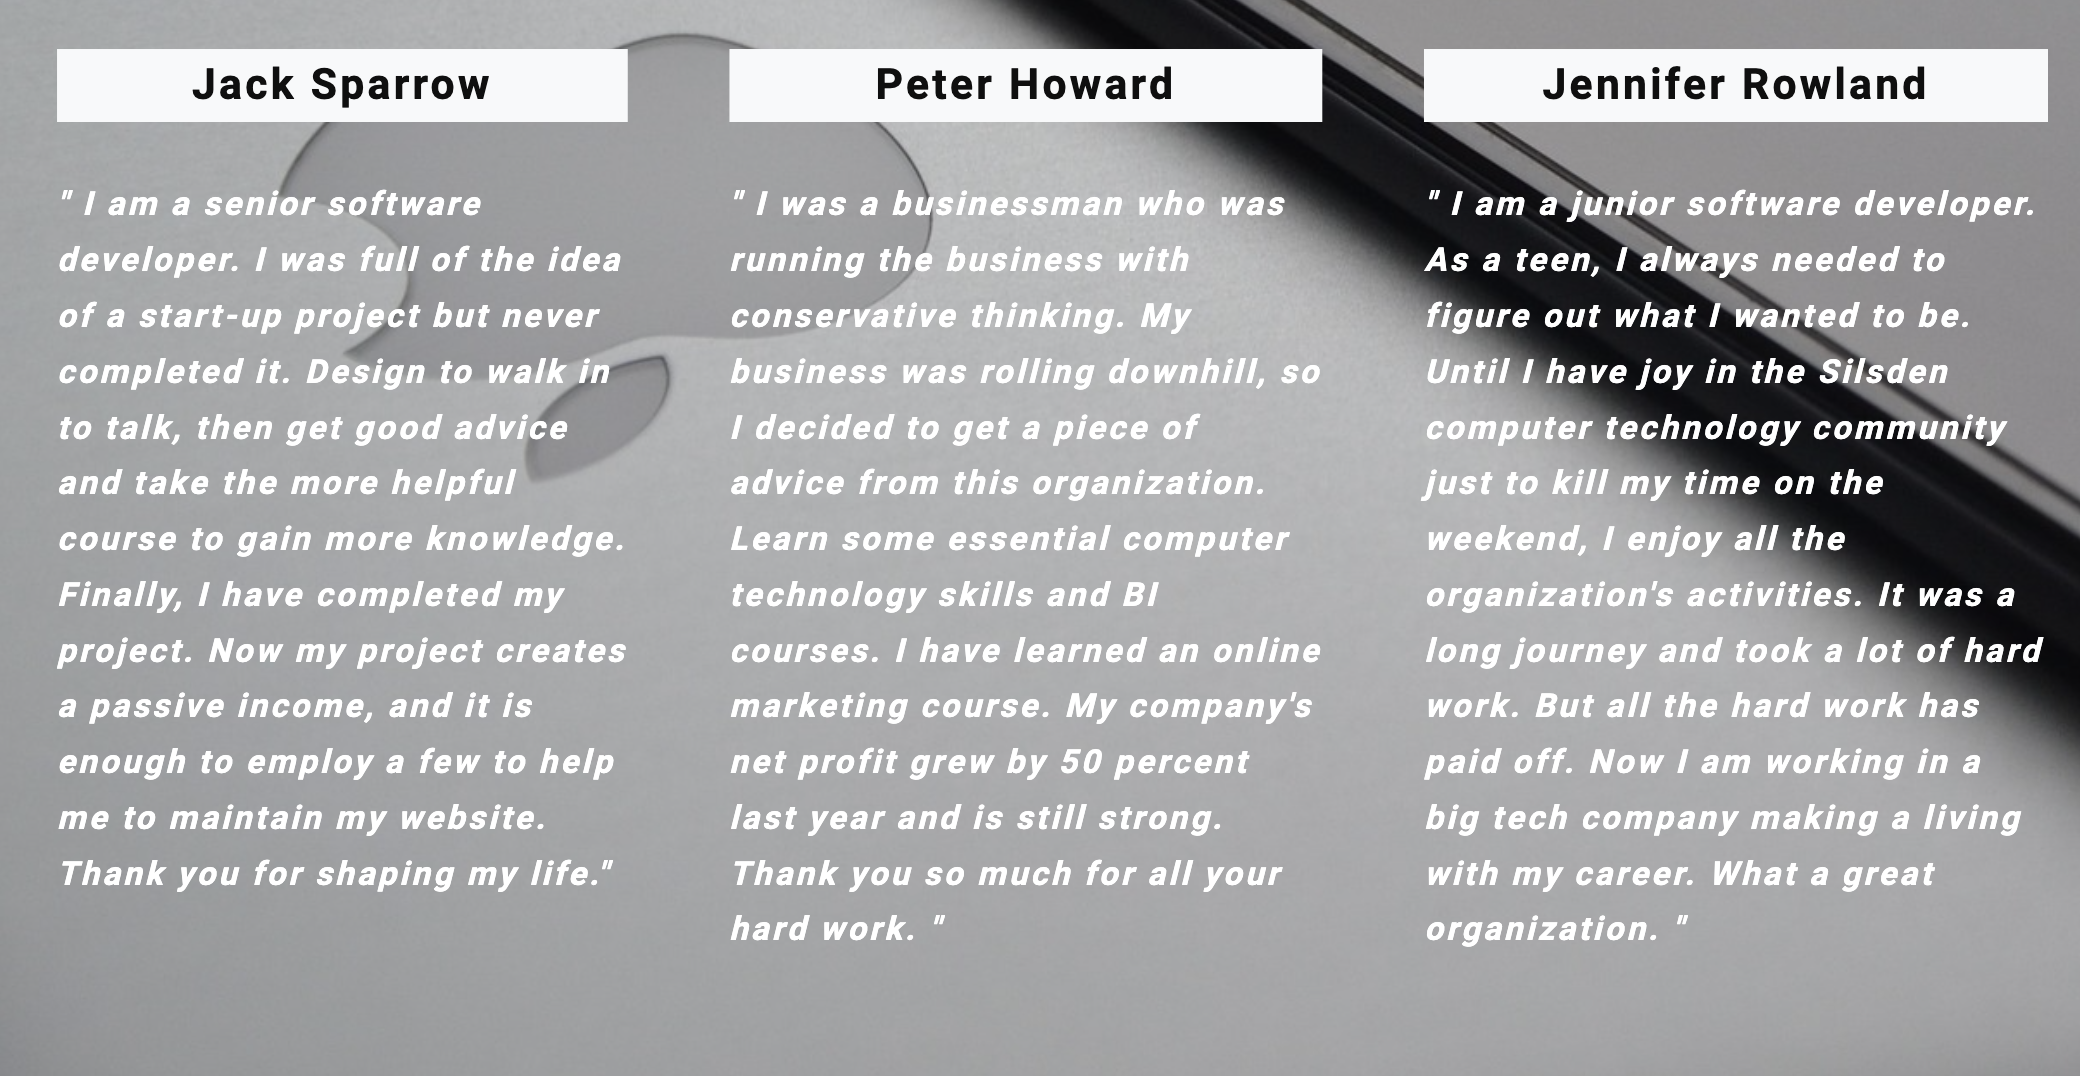 Jack Sparrow
" I am a senior software
developer. I was full of the idea
of a start-up project but never
completed it. Design to walk in
to talk, then get good advice
and take the more helpful
course to gain more knowledge.
Finally, I have completed my
project. Now my project creates
a passive income, and it is
enough to employ a few to help
me to maintain my website.
Thank you for shaping my life."
Peter Howard
" I was a businessman who was
running the business with
conservative thinking. My
business was rolling downhill, so
I decided to get a piece of
advice from this organization.
Learn some essential computer
technology skills and BI
courses. I have learned an online
marketing course. My company's
net profit grew by 50 percent
last year and is still strong.
Thank you so much for all your
hard work. "
Jennifer Rowland
" I am a junior software developer.
As a teen, I always needed to
figure out what I wanted to be.
Until I have joy in the Silsden
computer technology community
just to kill my time on the
weekend, I enjoy all the
organization's activities. It was a
long journey and took a lot of hard
work. But all the hard work has
paid off. Now I am working in a
big tech company making a living
with my career. What a great
organization. "